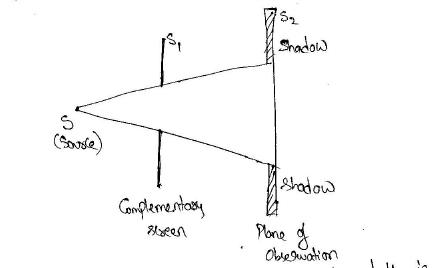 S1
S2
Shadow
S
(Source)
Shadow
Complementary
screen
Plane of
Observation